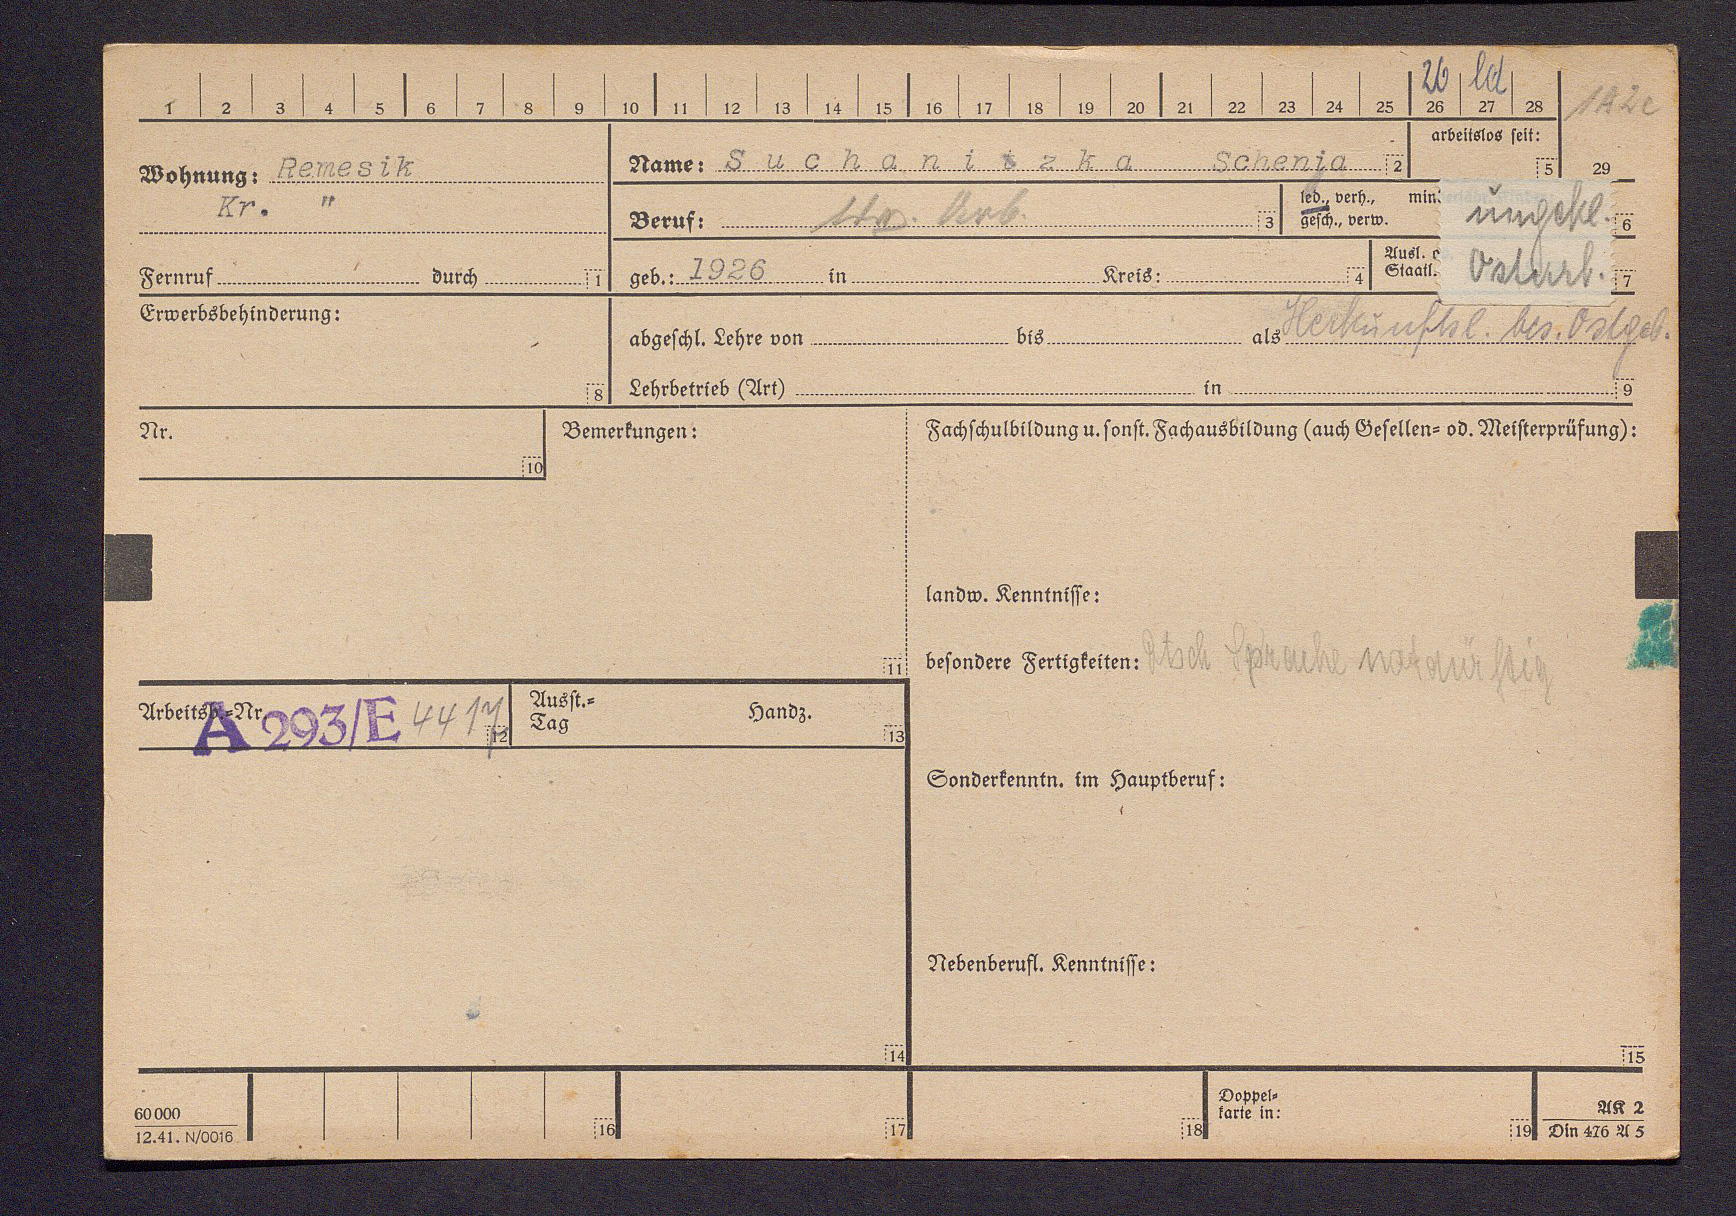 26 ld
1 2 3 4 5 6 7 8 9 10 11 12 13 14 15 16 17 18 19 20 21 22 23 24 25 26 27 28
1A2c
arbeitslos seit:
5 29
Wohnung: Remesik
Kr. "
Name: Suchanitzka Schenja 2
Beruf: Arb. 3
led., verh., min
gesch., verw.
ungekl. 6
Fernruf durch 1
geb.: 1926 in Kreis: 4
Ausl. o
Staatl.
Ostarb. 7
Erwerbsbehinderung:
8
abgeschl. Lehre von bis als Herkunftsl. bes. Ostgeb.
Lehrbetrieb (Art) in 9
Nr.
10
Bemerkungen:
11
Fachschulbildung u. sonst. Fachausbildung (auch Gesellen= od. Meisterprüfung):
landw. Kenntnisse:
besondere Fertigkeiten: Dtsch Sprache notdürftig
Arbeitsb.=Nr. A 293/E 4417 12
Ausst.=
Tag
Handz.
13
Sonderkenntn. im Hauptberuf:
Nebenberufl. Kenntnisse:
14
15
60 000
12.41. N/0016
16
17
18
Doppel=
karte in:
19
AK 2
Din 476 A 5